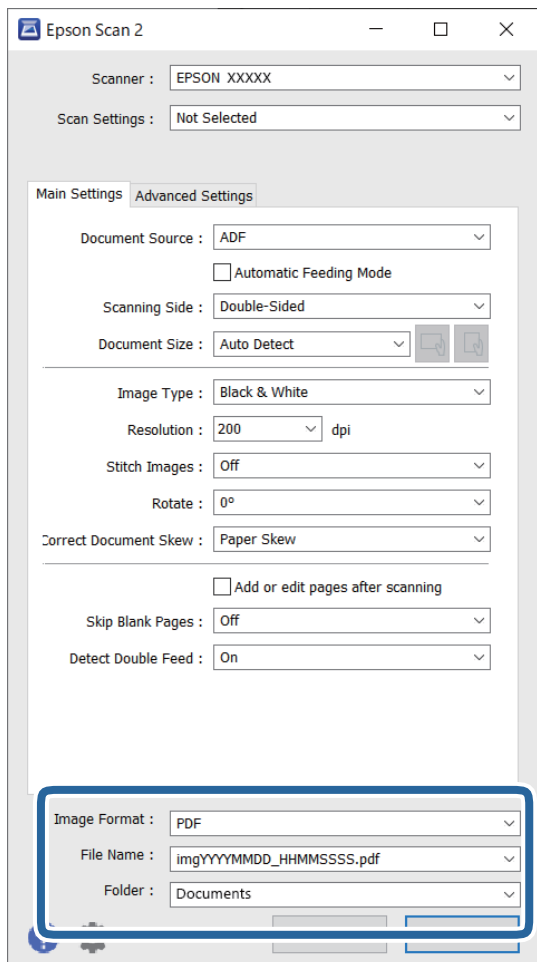 Epson Scan 2
Scanner : EPSON XXXXX
Scan Settings : Not Selected
Main Settings Advanced Settings
Document Source : ADF
Automatic Feeding Mode
Scanning Side : Double-Sided
Document Size : Auto Detect
Image Type : Black & White
Resolution : 200 dpi
Stitch Images : Off
Rotate : 0°
Correct Document Skew : Paper Skew
Add or edit pages after scanning
Skip Blank Pages : Off
Detect Double Feed : On
Image Format : PDF
File Name : imgYYYYMMDD_HHMMSSSS.pdf
Folder : Documents